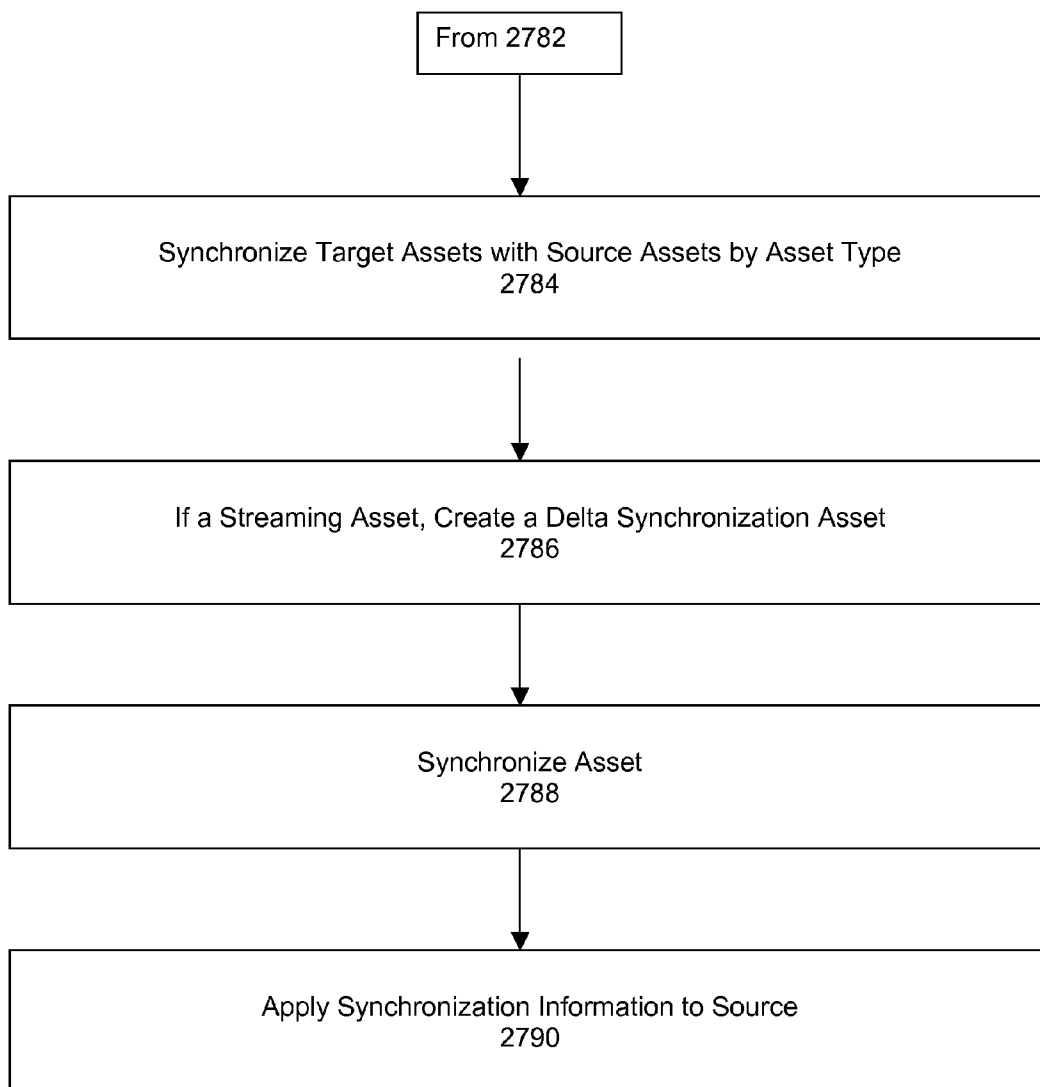 From 2782
Synchronize Target Assets with Source Assets by Asset Type
2784
If a Streaming Asset, Create a Delta Synchronization Asset
2786
Synchronize Asset
2788
Apply Synchronization Information to Source
2790